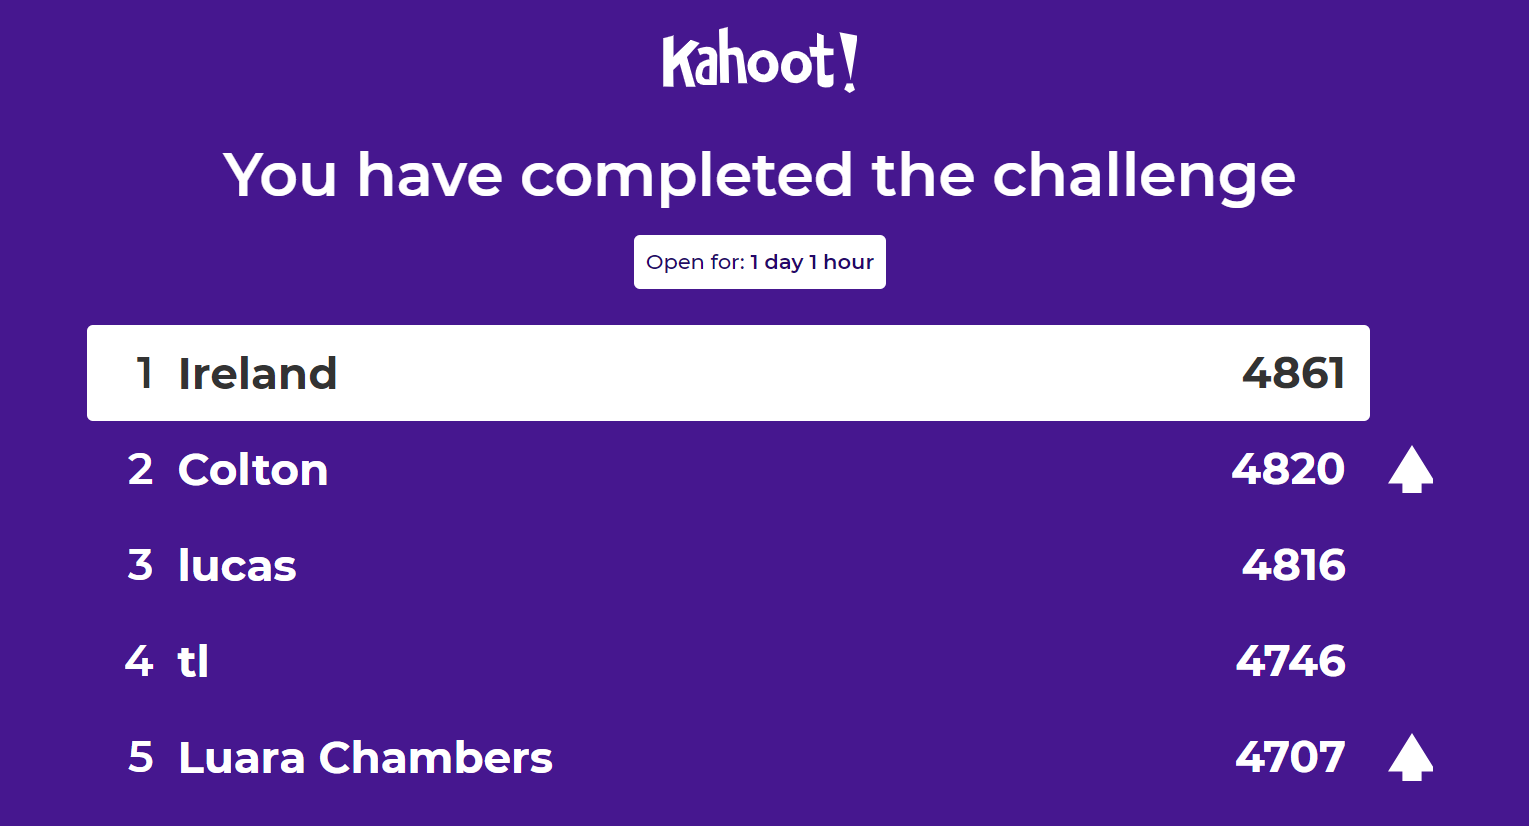 Kahoot!
You have completed the challenge
Open for: 1 day 1 hour
1 Ireland 4861
2 Colton 4820
3 lucas 4816
4 tl 4746
5 Luara Chambers 4707